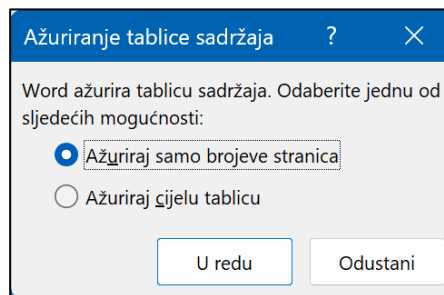 Ažuriranje tablice sadržaja ?
Word ažurira tablicu sadržaja. Odaberite jednu od
sljedećih mogućnosti:
Ažuriraj samo brojeve stranica
Ažuriraj cijelu tablicu
U redu Odustani